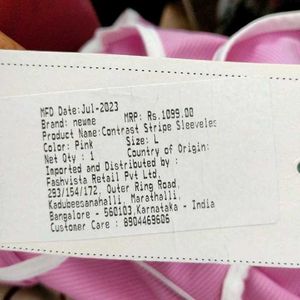 MFD Date:Jul-2023
Brand: newme MRP: Rs.1099.00
Product Name:Contrast Stripe Sleeveles
Color: Pink Size: L
Net Qty : 1 Country of Origin:
Imported and Distributed by :
Fashvista Retail Pvt Ltd,
293/154/172, Outer Ring Road,
Kadubeesanahalli, Marathalli,
Bangalore - 560103,Karnataka - India
Customer Care : 8904469606